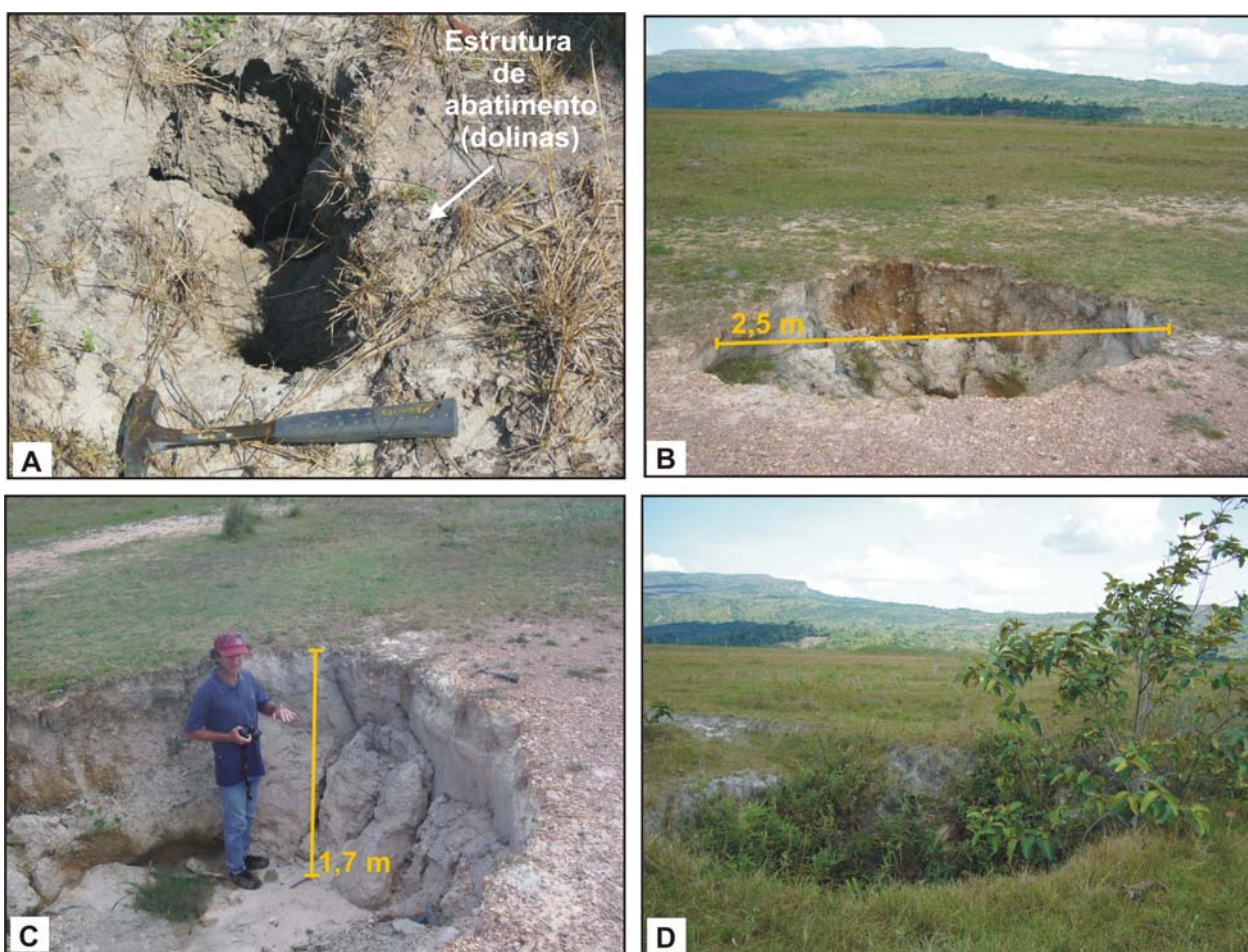 Estrutura
de
abatimento
(dolinas)
A
2,5 m
B
1,7 m
C
D